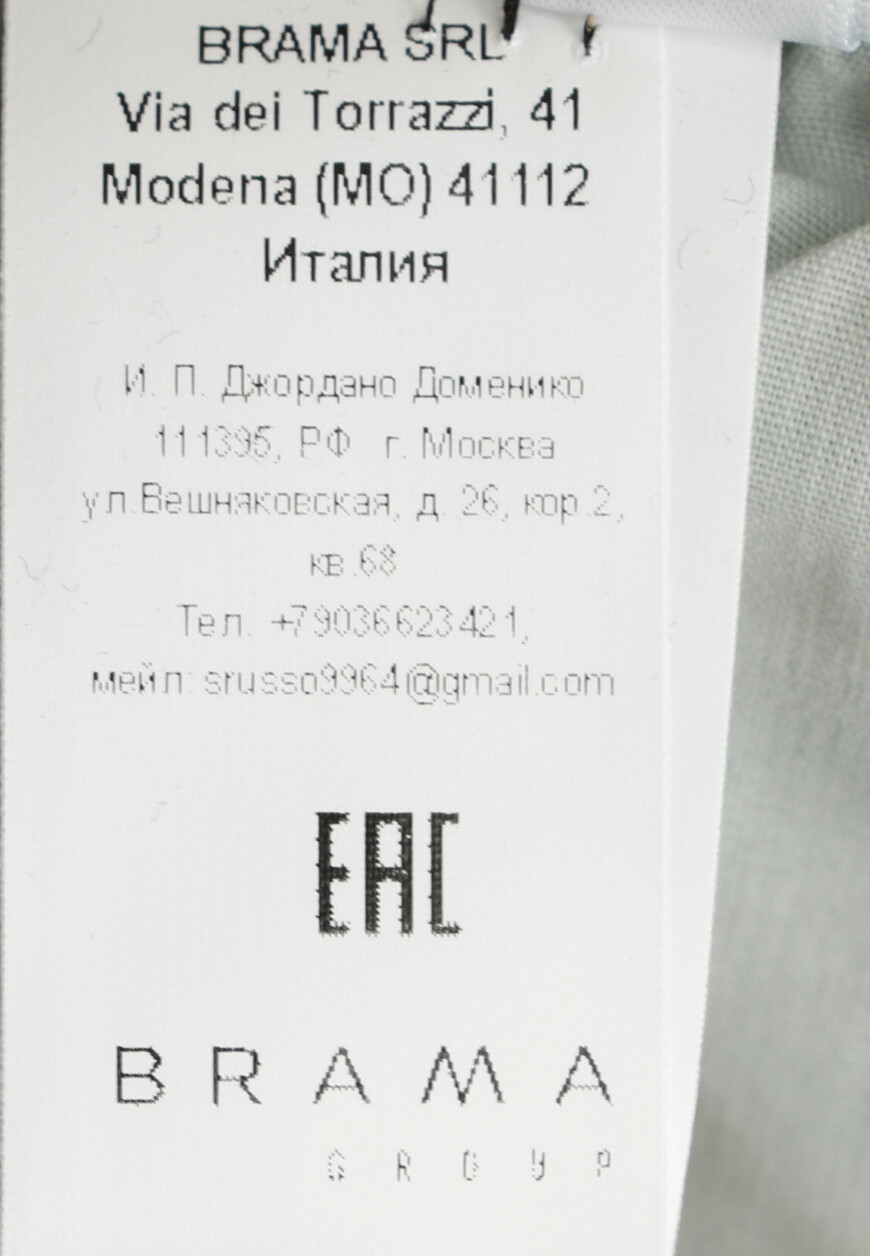 BRAMA SRL
Via dei Torrazzi, 41
Modena (MO) 41112
Италия
И. П. Джордано Доменико
111395, РФ г. Москва
ул.Вешняковская, д. 26, кор.2,
кв.68
Тел. +79036623421,
мейл: srusso9964@gmail.com
EAC
BRAMA
GROUP